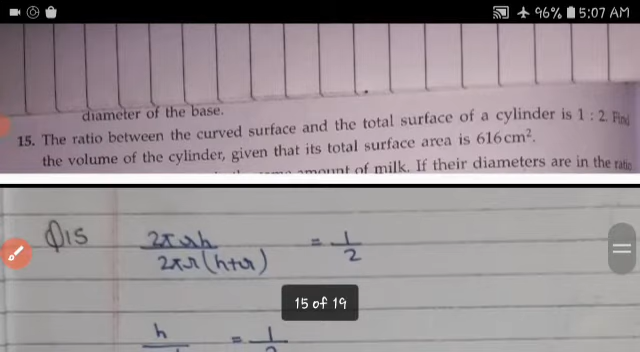 96% 5:07 AM
diameter of the base.
15. The ratio between the curved surface and the total surface of a cylinder is 1 : 2. Find
the volume of the cylinder, given that its total surface area is 616 cm².
amount of milk. If their diameters are in the ratio
Q15 2πrh / 2πr(h+r) = 1/2
15 of 19
h = 1